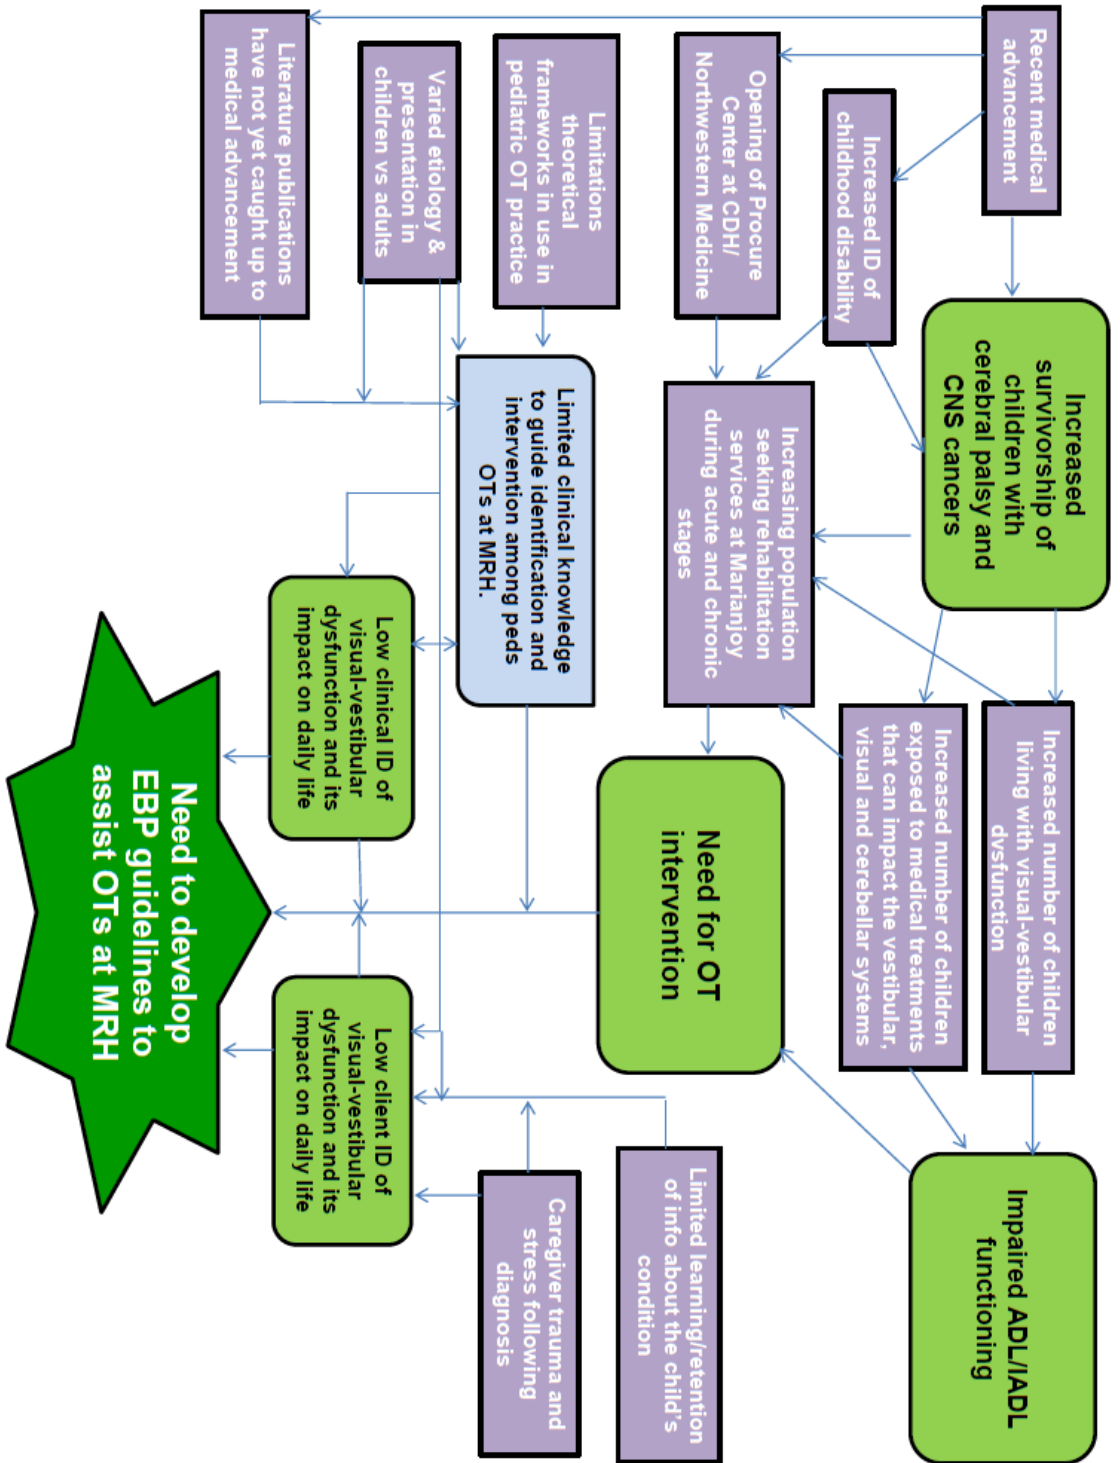 Recent medical
advancement
Increased
survivorship of
children with
cerebral palsy and
CNS cancers
Increased number of children
living with visual-vestibular
dysfunction
Impaired ADL/IADL
functioning
Increased ID of
childhood disability
Increased number of children
exposed to medical treatments
that can impact the vestibular,
visual and cerebellar systems
Opening of Procure
Center at CDH/
Northwestern Medicine
Increasing population
seeking rehabilitation
services at Marianjoy
during acute and chronic
stages
Need for OT
intervention
Limited learning/retention
of info about the child's
condition
Limitations
theoretical
frameworks in use in
pediatric OT practice
Limited clinical knowledge
to guide identification and
intervention among peds
OTs at MRH.
Caregiver trauma and
stress following
diagnosis
Varied etiology &
presentation in
children vs adults
Low clinical ID of
visual-vestibular
dysfunction and its
impact on daily life
Low client ID of
visual-vestibular
dysfunction and its
impact on daily life
Literature publications
have not yet caught up to
medical advancement
Need to develop
EBP guidelines to
assist OTs at MRH